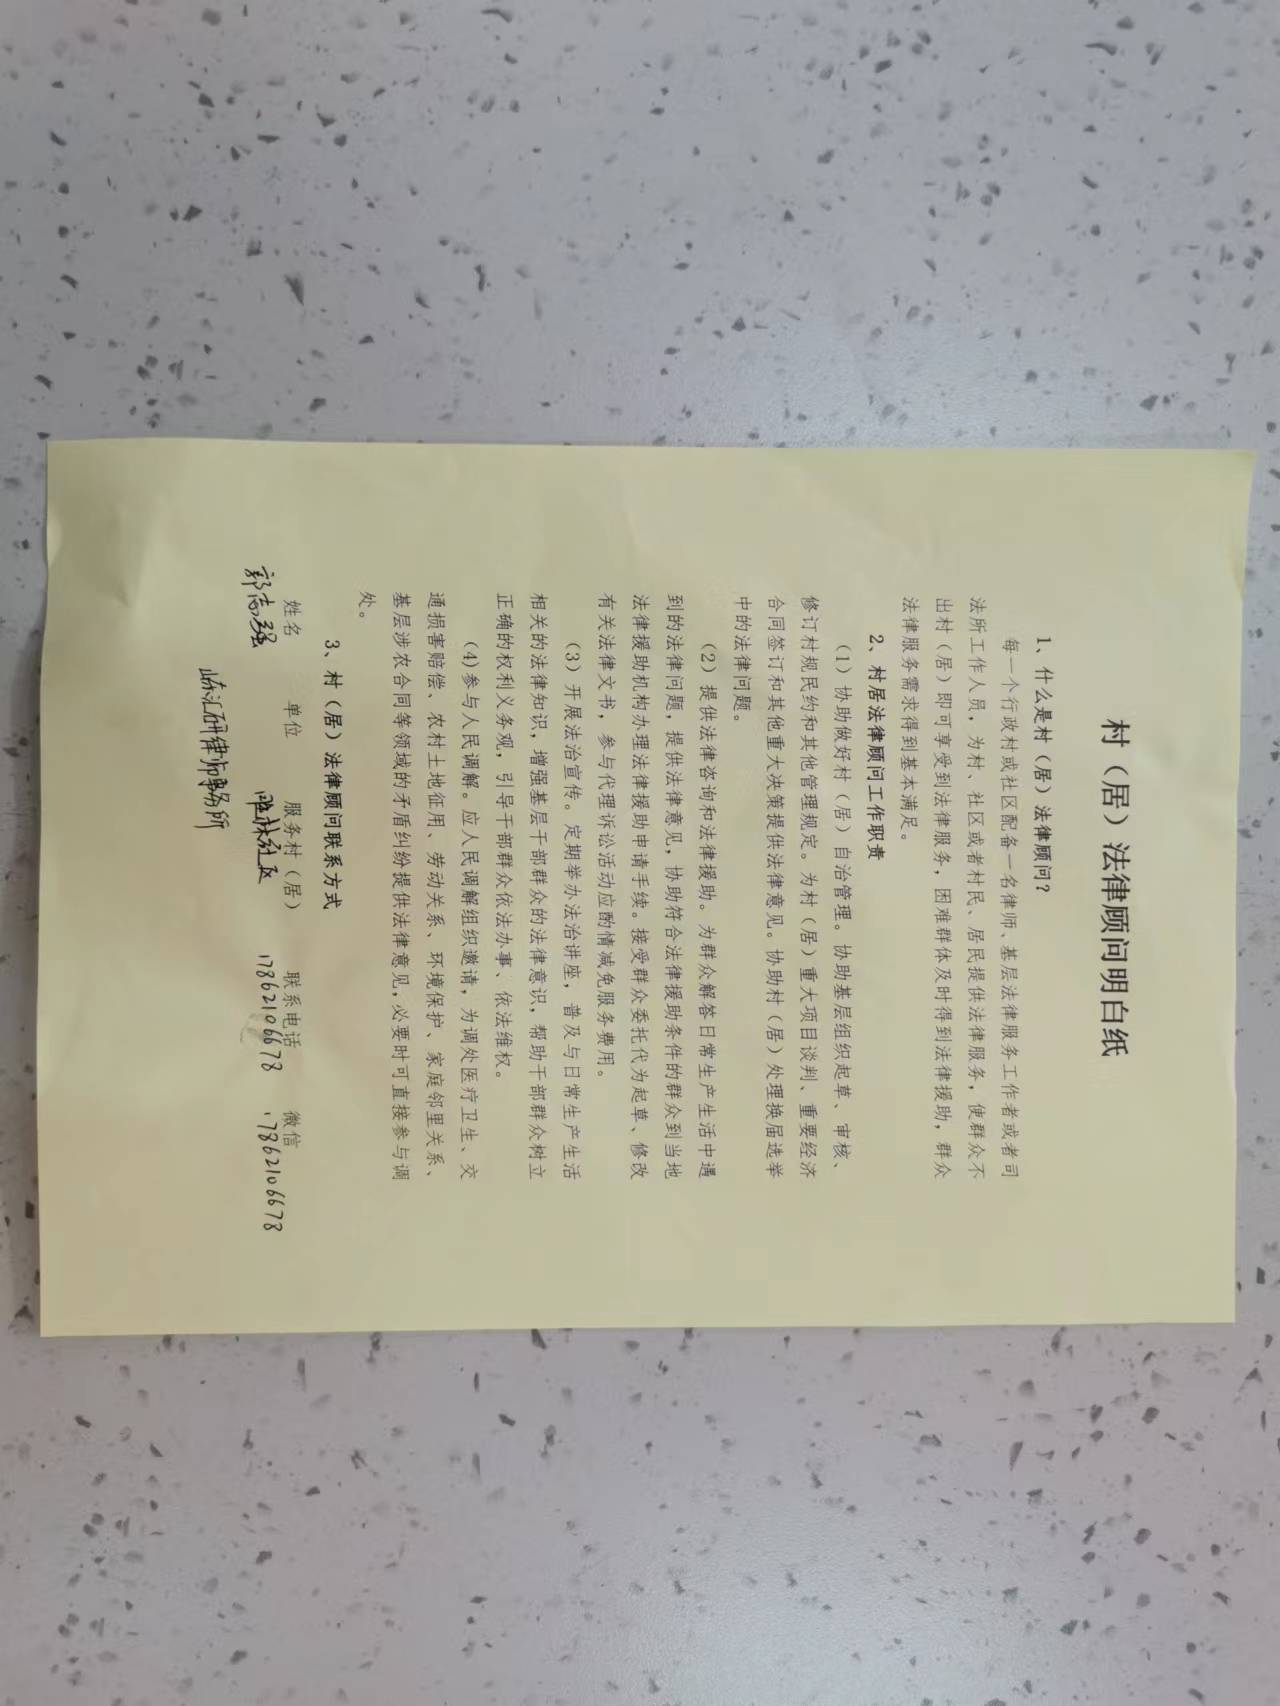 村（居）法律顾问明白纸
1、什么是村（居）法律顾问？
每一个行政村或社区配备一名律师、基层法律服务工作者或者司
法所工作人员，为村、社区或者村民、居民提供法律服务，使群众不
出村（居）即可享受到法律服务，困难群体及时得到法律援助，群众
法律服务需求得到基本满足。
2、村居法律顾问工作职责
（1）协助做好村（居）自治管理。协助基层组织起草、审核、
修订村规民约和其他管理规定。为村（居）重大项目谈判、重要经济
合同签订和其他重大决策提供法律意见。协助村（居）处理换届选举
中的法律问题。
（2）提供法律咨询和法律援助。为群众解答日常生产生活中遇
到的法律问题，提供法律意见，协助符合法律援助条件的群众到当地
法律援助机构办理法律援助申请手续。接受群众委托代为起草、修改
有关法律文书，参与代理诉讼活动应酌情减免服务费用。
（3）开展法治宣传。定期举办法治讲座，普及与日常生产生活
相关的法律知识，增强基层干部群众的法律意识，帮助干部群众树立
正确的权利义务观，引导干部群众依法办事、依法维权。
（4）参与人民调解。应人民调解组织邀请，为调处医疗卫生、交
通损害赔偿、农村土地征用、劳动关系、环境保护、家庭邻里关系、
基层涉农合同等领域的矛盾纠纷提供法律意见，必要时可直接参与调
处。
3、村（居）法律顾问联系方式
姓名 单位 服务村（居） 联系电话 微信
郭志强 社区 17862106678 17862106678
律师事务所